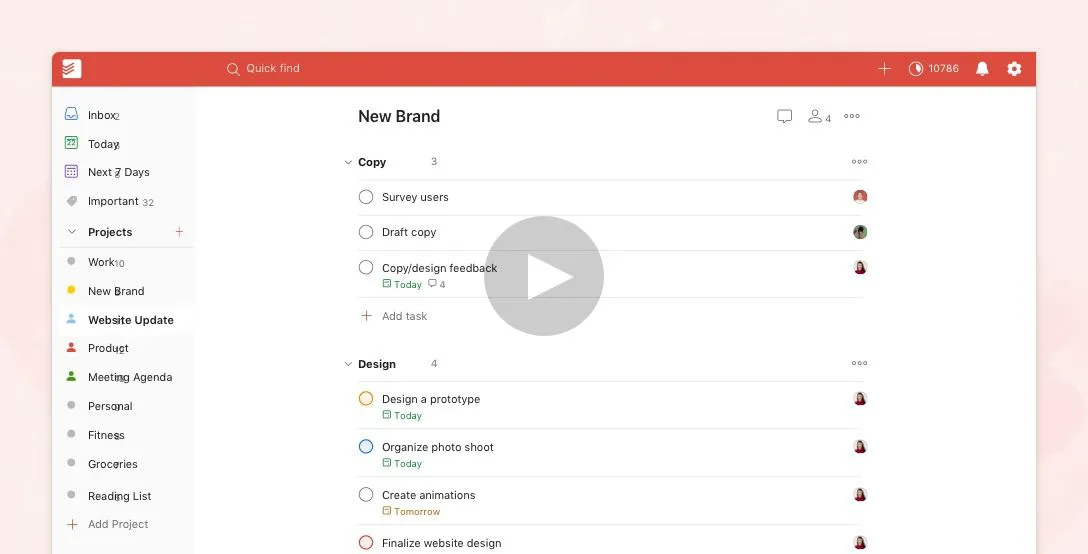 Quick find
10786
Inbox 2
Today
Next 7 Days
Important 32
Projects
Work 10
New Brand
Website Update
Product 12
Meeting Agenda
Personal
Fitness
Groceries
Reading List
Add Project
New Brand
4
Copy 3
Survey users
Draft copy
Copy/design feedback
Today 4
Add task
Design 4
Design a prototype
Today
Organize photo shoot
Today
Create animations
Tomorrow
Finalize website design